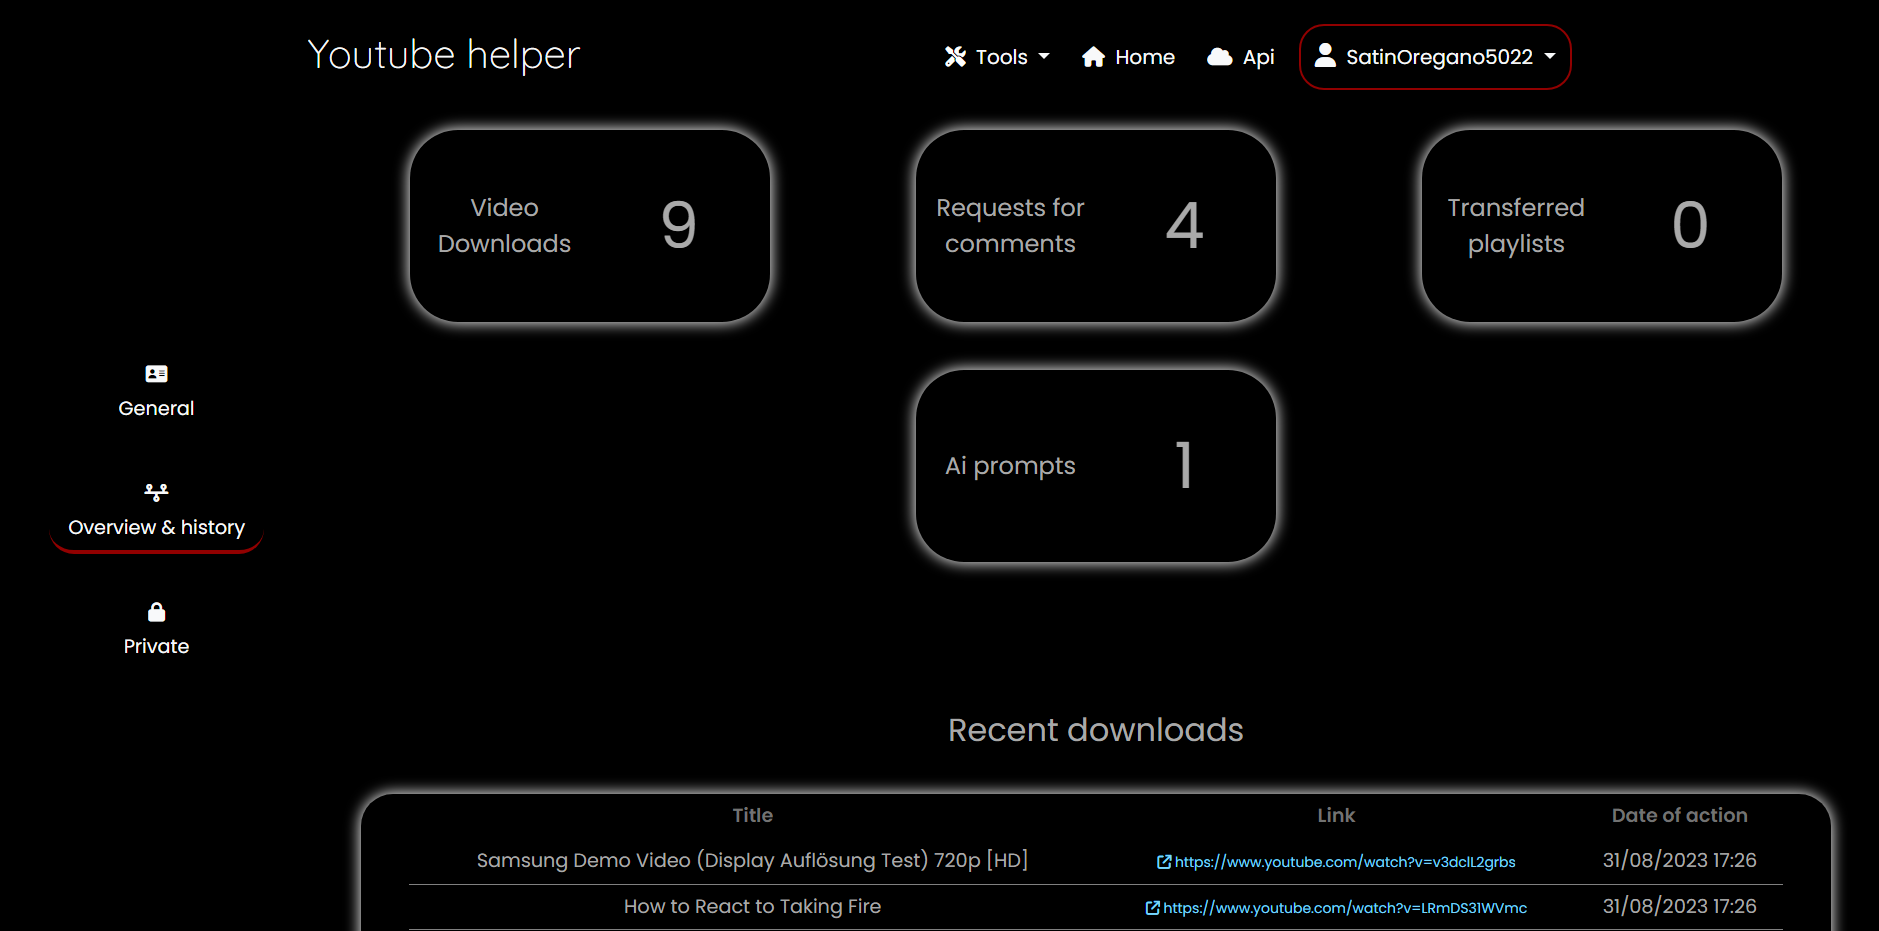 Youtube helper
Tools
Home
Api
SatinOregano5022
Video
Downloads
9
Requests for
comments
4
Transferred
playlists
0
Ai prompts
1
General
Overview & history
Private
Recent downloads
Title Link Date of action
Samsung Demo Video (Display Auflösung Test) 720p [HD] https://www.youtube.com/watch?v=v3dclL2grbs 31/08/2023 17:26
How to React to Taking Fire https://www.youtube.com/watch?v=LRmDS31WVmc 31/08/2023 17:26